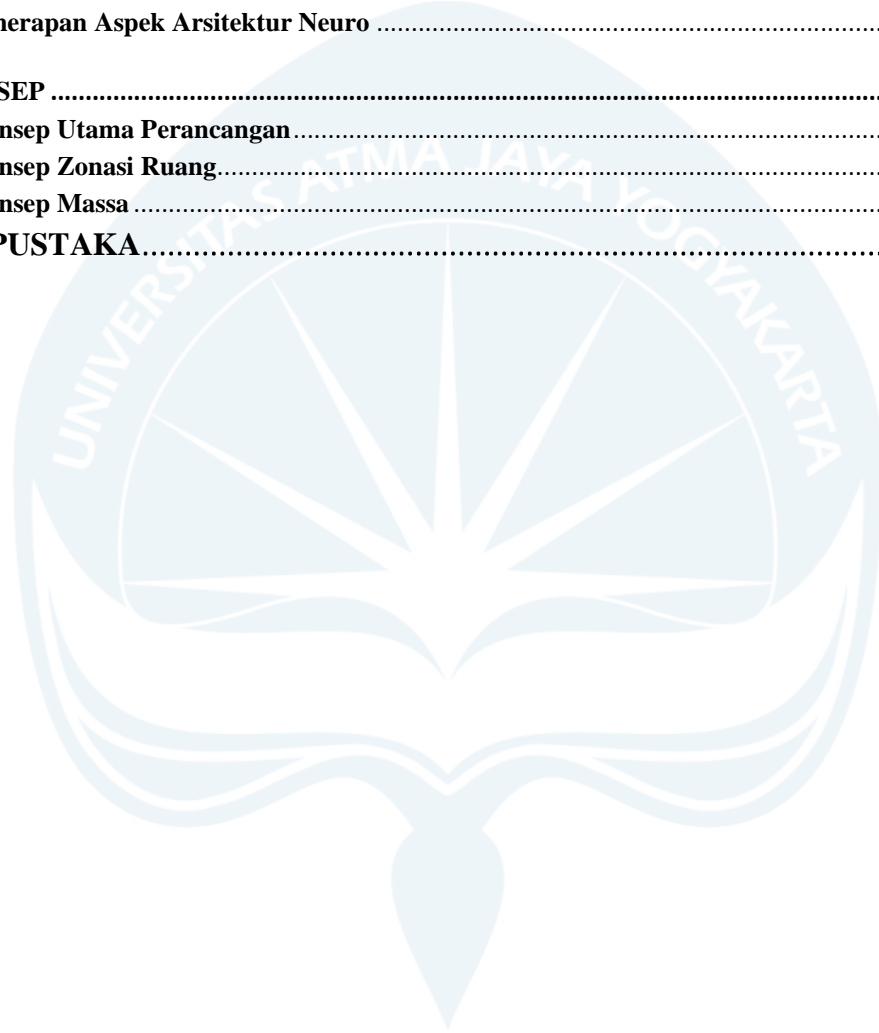 nerapan Aspek Arsitektur Neuro ........................................................................
SEP ........................................................................................................................
nsep Utama Perancangan ....................................................................................
nsep Zonasi Ruang................................................................................................
nsep Massa ............................................................................................................
PUSTAKA..............................................................................................
UNIVERSITAS ATMA JAYA YOGYAKARTA